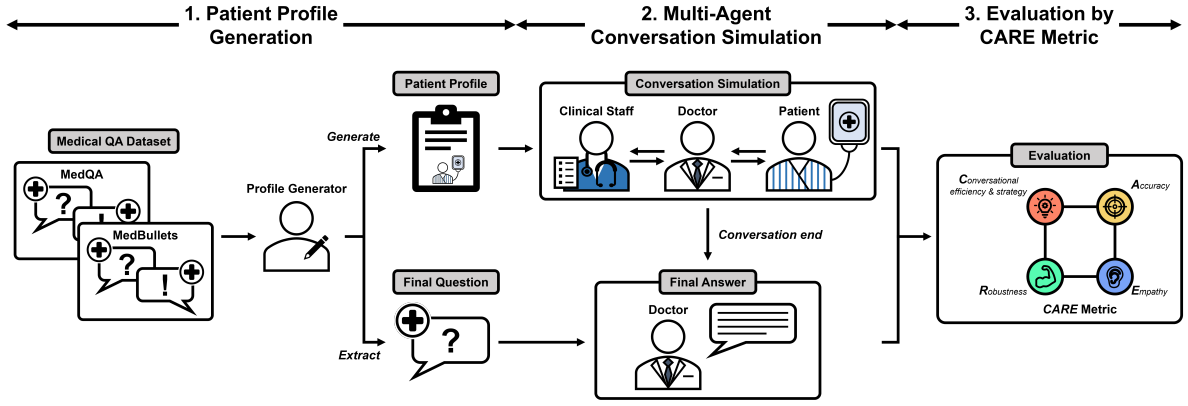 1. Patient Profile
Generation
2. Multi-Agent
Conversation Simulation
3. Evaluation by
CARE Metric
Medical QA Dataset
MedQA
?
!
MedBullets
?
!
Profile Generator
Generate
Extract
Patient Profile
Final Question
?
Conversation Simulation
Clinical Staff
Doctor
Patient
Conversation end
Final Answer
Doctor
Evaluation
Conversational
efficiency & strategy
Accuracy
Robustness
Empathy
CARE Metric